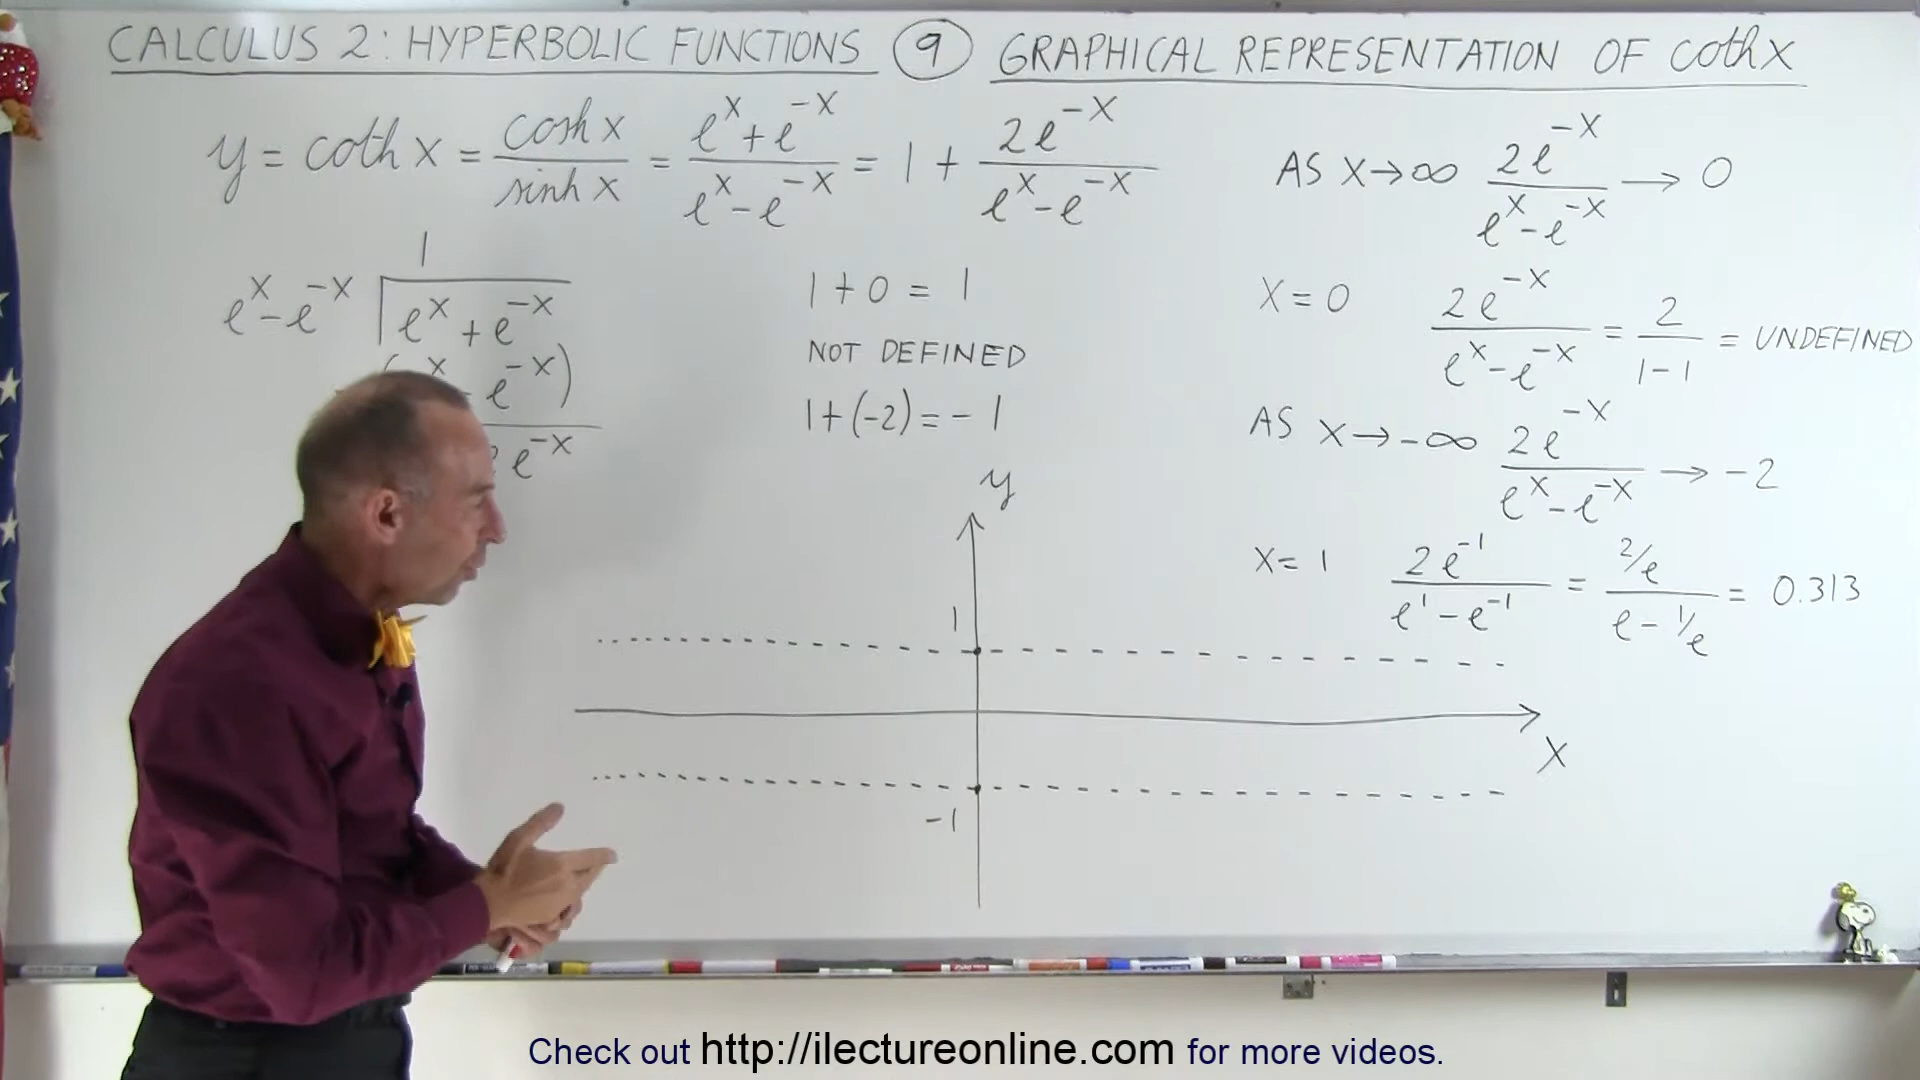 CALCULUS 2: HYPERBOLIC FUNCTIONS 9 GRAPHICAL REPRESENTATION OF coth x
y = coth x = cosh x / sinh x = (e^x + e^-x) / (e^x - e^-x) = 1 + 2e^-x / (e^x - e^-x)
AS X → ∞ 2e^-x / (e^x - e^-x) → 0
1
e^x - e^-x e^x + e^-x
e^-x)
e^-x
1 + 0 = 1
NOT DEFINED
1 + (-2) = -1
X = 0 2e^-x / (e^x - e^-x) = 2 / (1 - 1) = UNDEFINED
AS X → -∞ 2e^-x / (e^x - e^-x) → -2
X = 1 2e^-1 / (e^1 - e^-1) = (2/e) / (e - 1/e) = 0.313
y
1
X
-1
Check out http://ilectureonline.com for more videos.